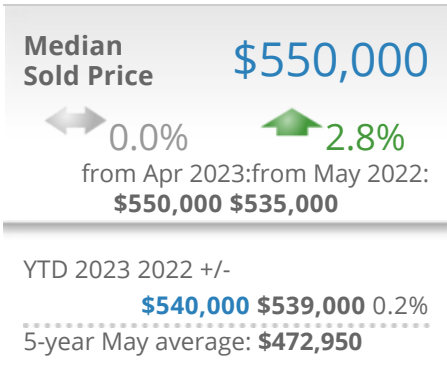 Median
Sold Price
$550,000
0.0%
2.8%
from Apr 2023:from May 2022:
$550,000 $535,000
YTD 2023 2022 +/-
$540,000 $539,000 0.2%
5-year May average: $472,950